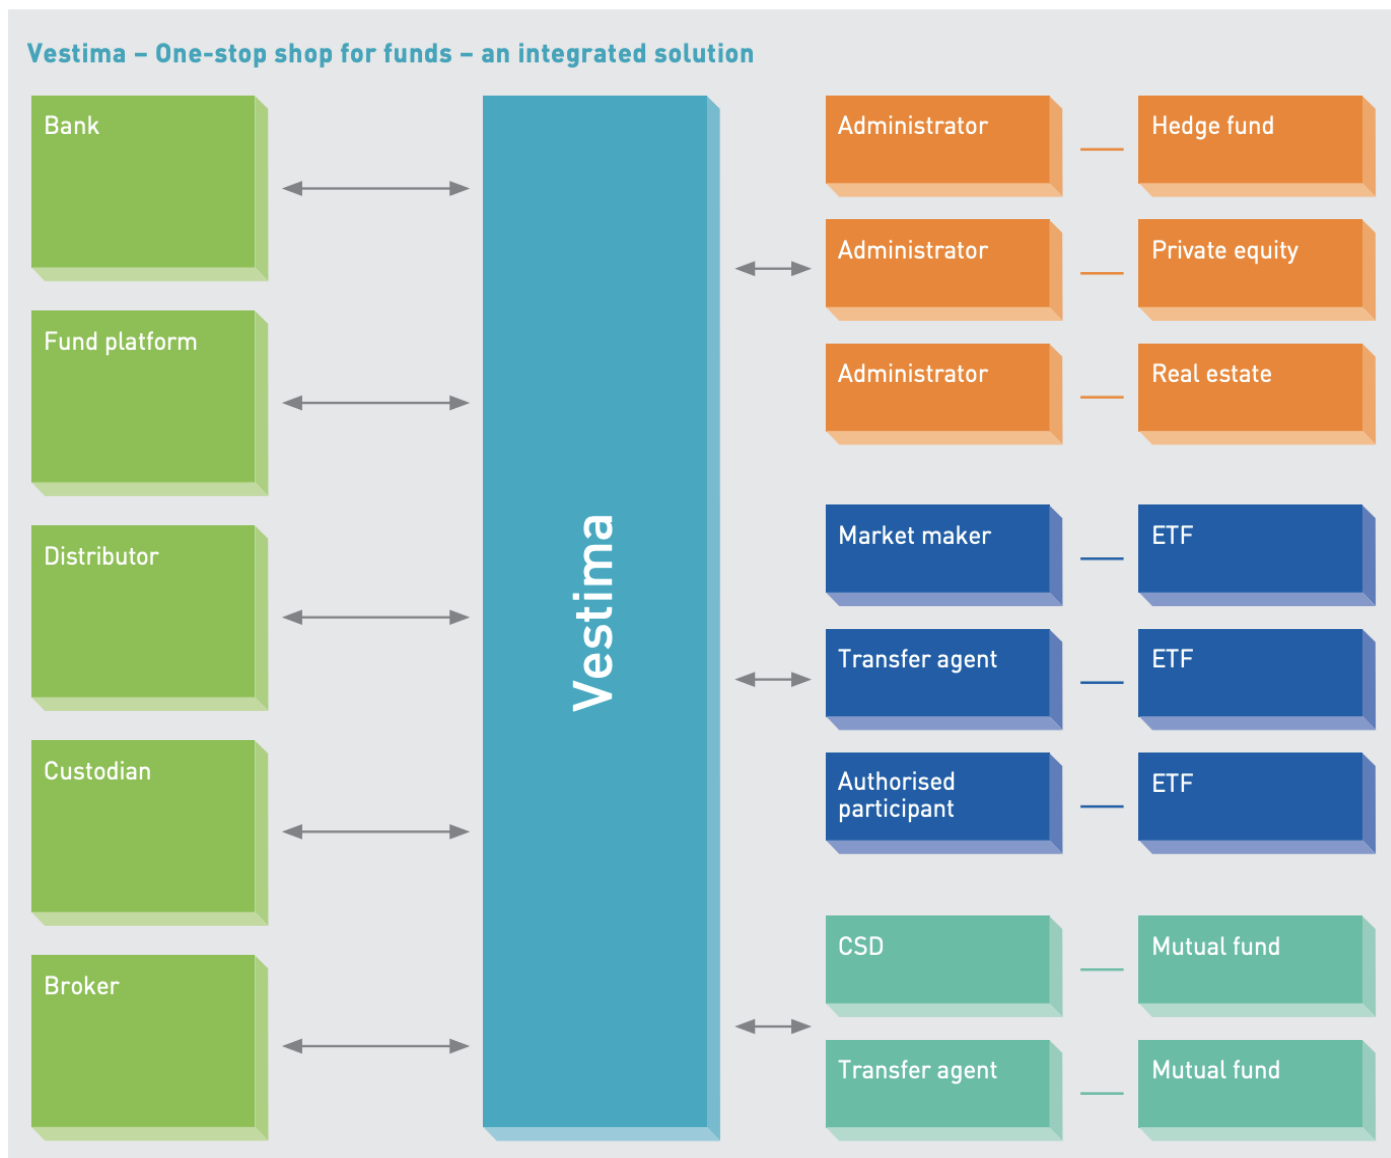 Vestima – One-stop shop for funds – an integrated solution
Bank
Fund platform
Distributor
Custodian
Broker
Vestima
Administrator
Hedge fund
Administrator
Private equity
Administrator
Real estate
Market maker
ETF
Transfer agent
ETF
Authorised
participant
ETF
CSD
Mutual fund
Transfer agent
Mutual fund